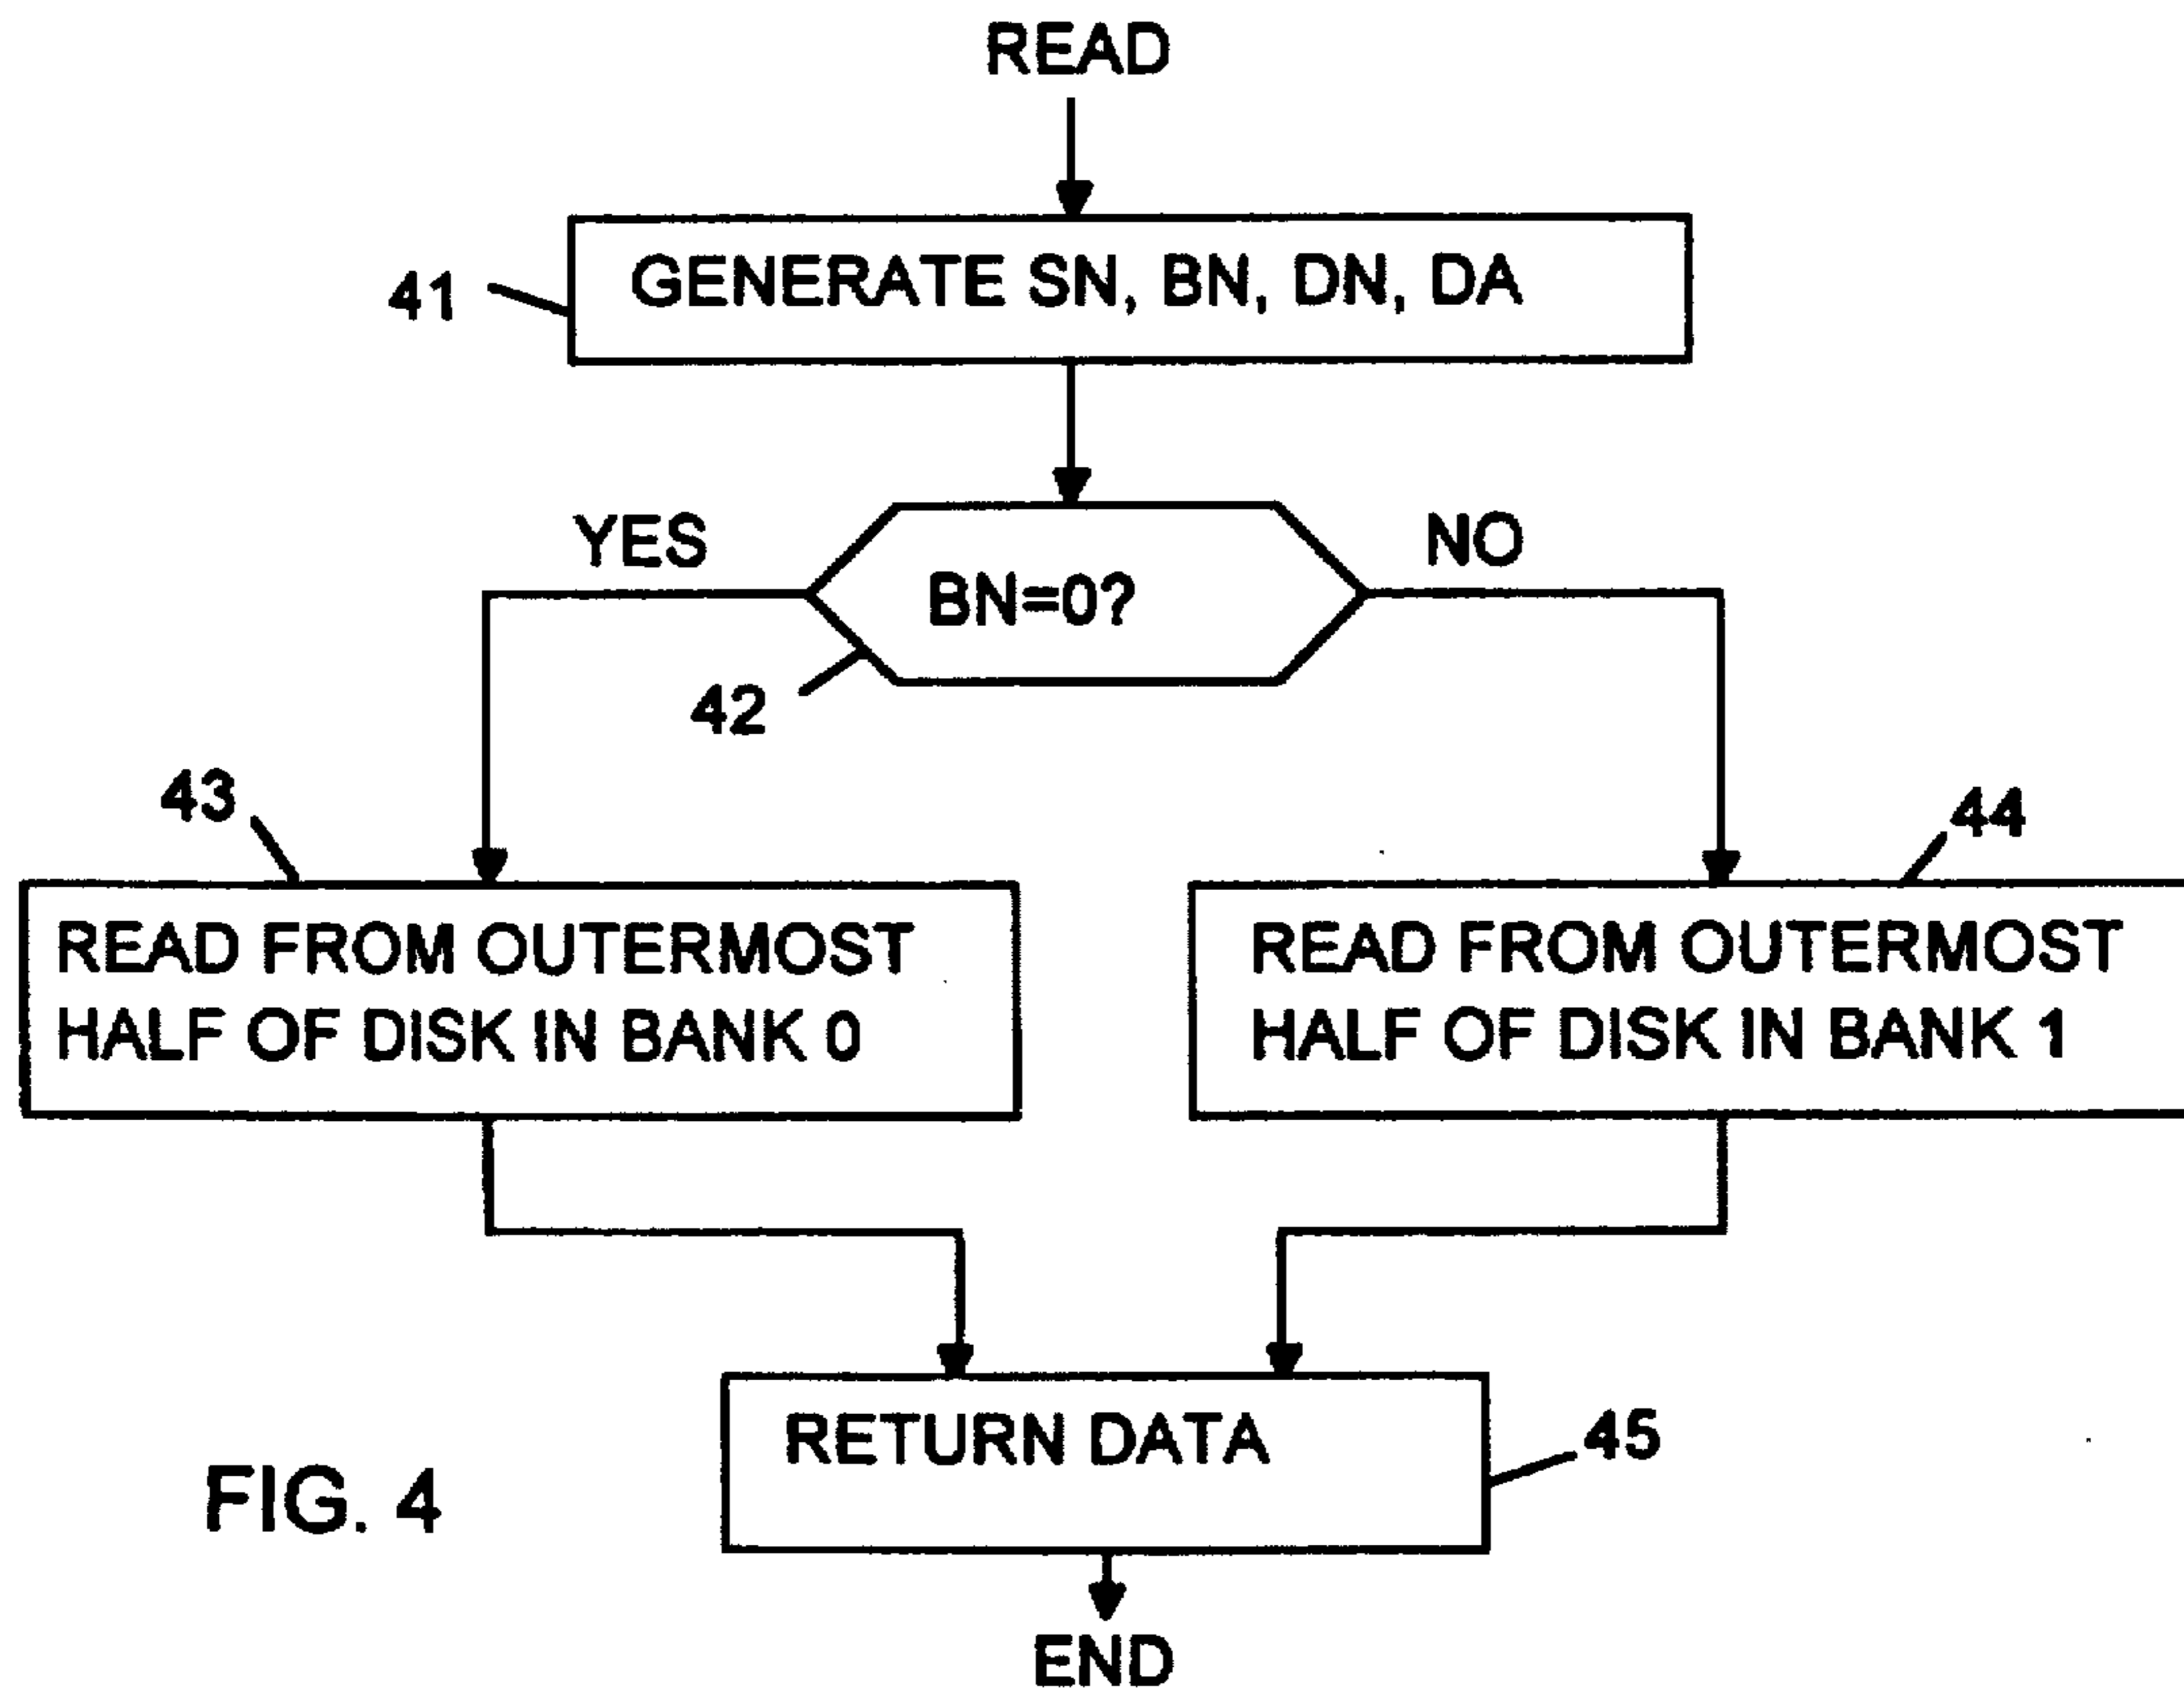 READ
41
GENERATE SN, BN, DN, DA
YES
NO
BN=0?
42
43
44
READ FROM OUTERMOST
HALF OF DISK IN BANK 0
READ FROM OUTERMOST
HALF OF DISK IN BANK 1
RETURN DATA
45
FIG. 4
END